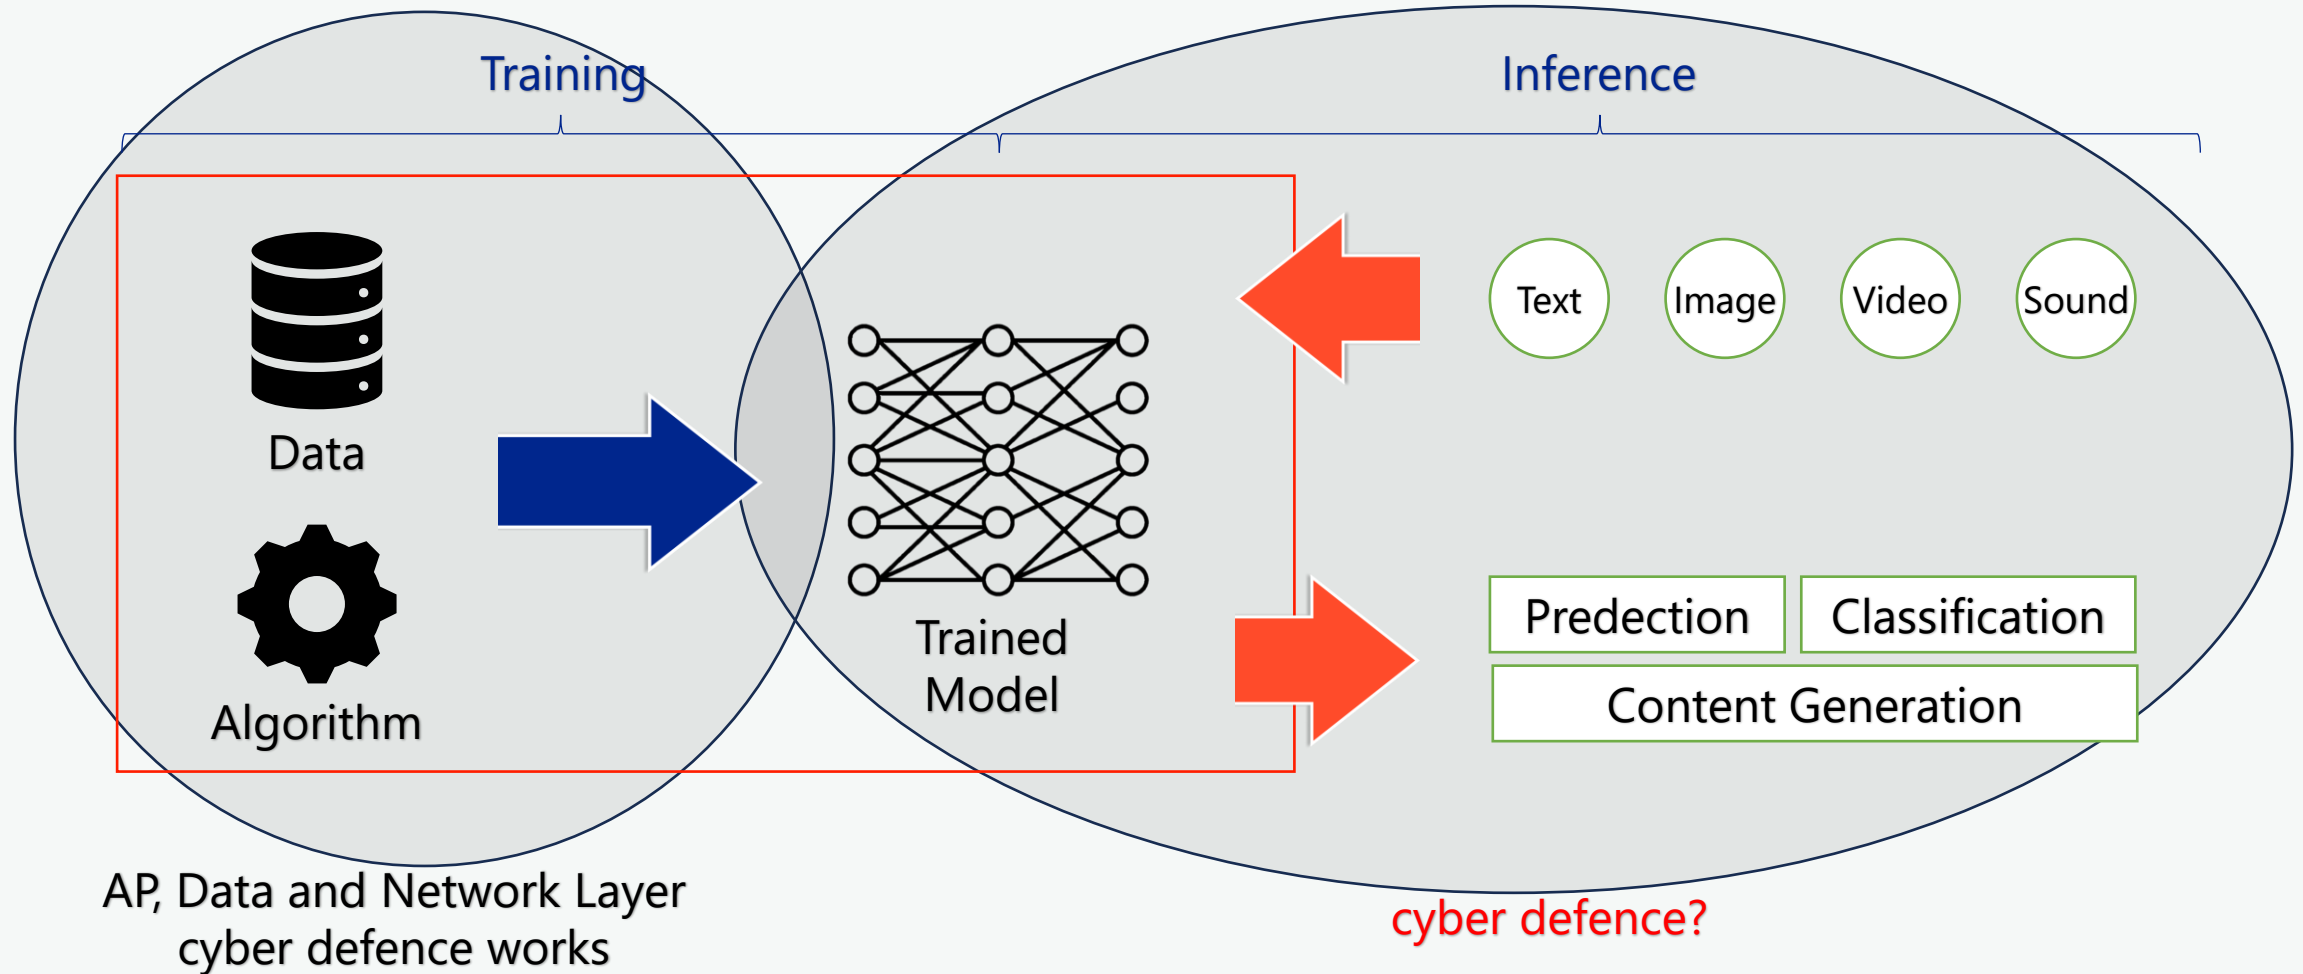 Training
Inference
Data
Algorithm
Trained
Model
Text
Image
Video
Sound
Predection
Classification
Content Generation
AP, Data and Network Layer
cyber defence works
cyber defence?